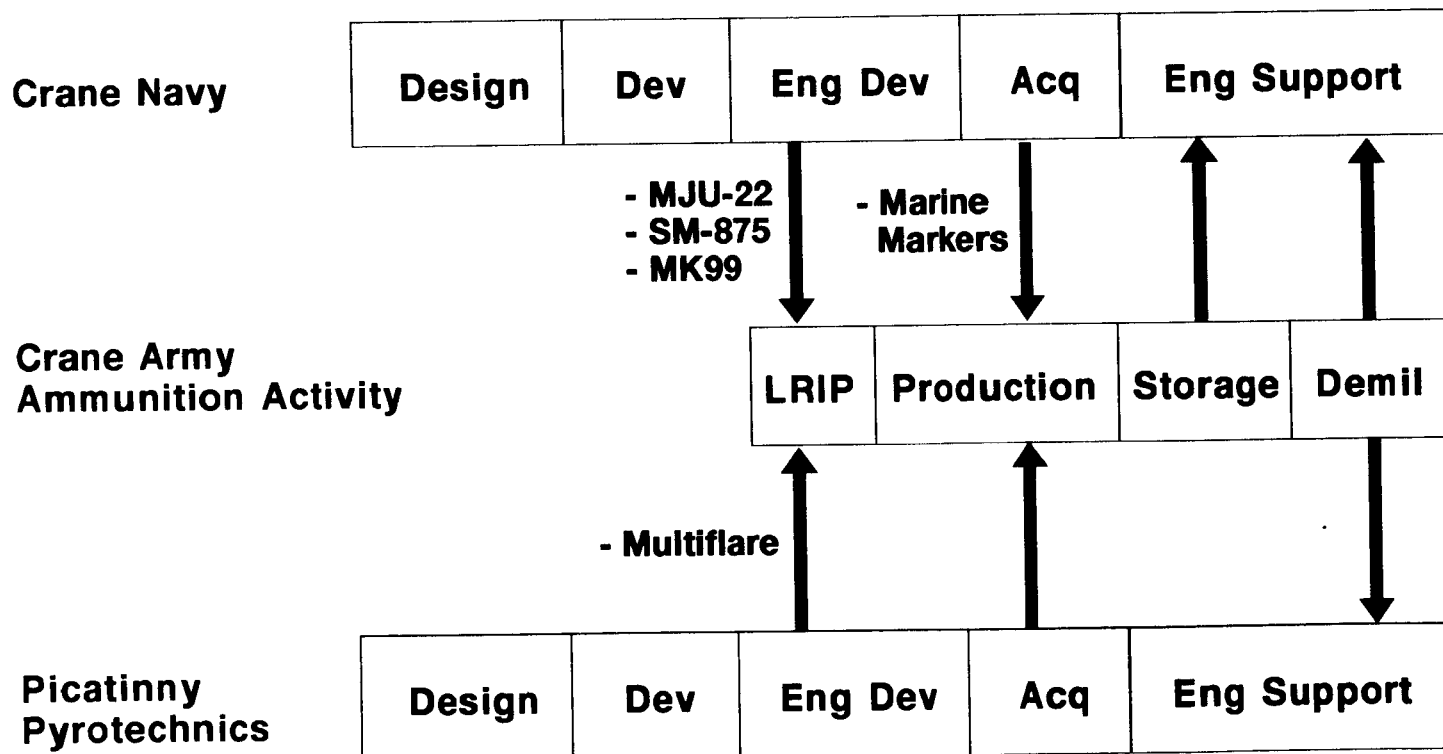 Crane Navy
Design Dev Eng Dev Acq Eng Support
- MJU-22
- SM-875
- MK99
- Marine
Markers
Crane Army
Ammunition Activity
LRIP Production Storage Demil
- Multiflare
Picatinny
Pyrotechnics
Design Dev Eng Dev Acq Eng Support